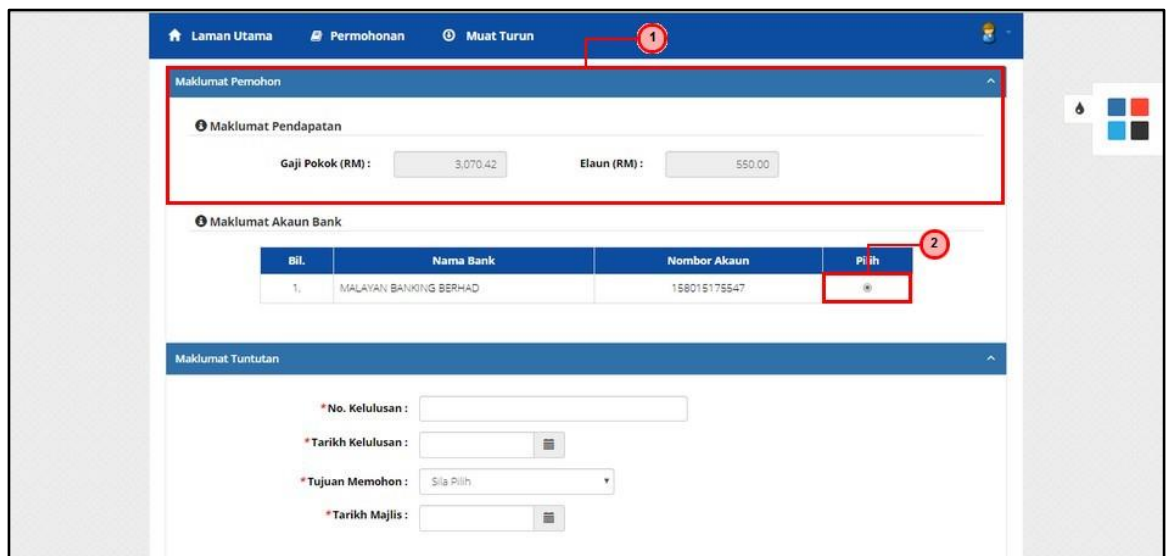 Laman Utama Permohonan Muat Turun
1
Maklumat Pemohon
Maklumat Pendapatan
Gaji Pokok (RM) : 3,070.42 Elaun (RM) : 550.00
Maklumat Akaun Bank
2
Bil. Nama Bank Nombor Akaun Pilih
1. MALAYAN BANKING BERHAD 158015175547
Maklumat Tuntutan
*No. Kelulusan :
*Tarikh Kelulusan :
*Tujuan Memohon : Sila Pilih
*Tarikh Majlis :